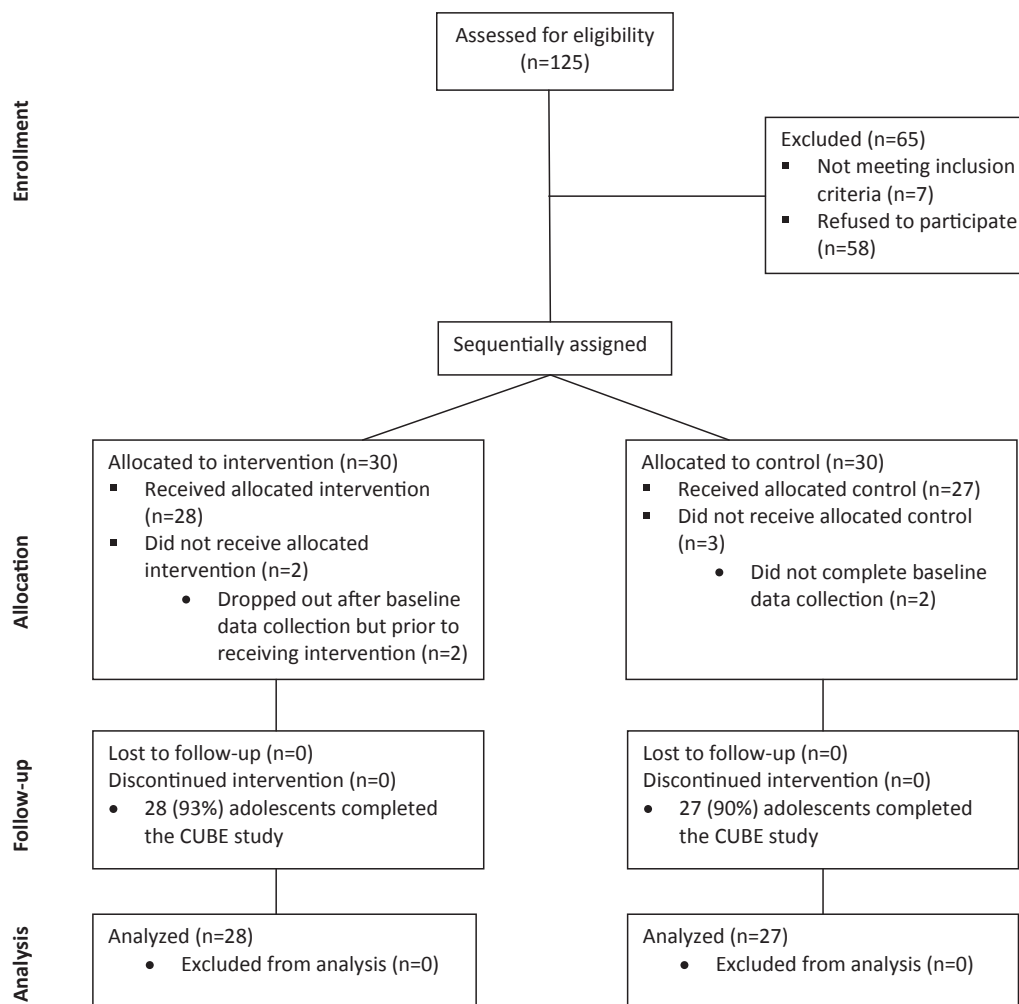 Assessed for eligibility
(n=125)
Enrollment
Excluded (n=65)
▪ Not meeting inclusion
criteria (n=7)
▪ Refused to participate
(n=58)
Sequentially assigned
Allocation
Allocated to intervention (n=30)
▪ Received allocated intervention
(n=28)
▪ Did not receive allocated
intervention (n=2)
• Dropped out after baseline
data collection but prior to
receiving intervention (n=2)
Allocated to control (n=30)
▪ Received allocated control (n=27)
▪ Did not receive allocated control
(n=3)
• Did not complete baseline
data collection (n=2)
Follow-up
Lost to follow-up (n=0)
Discontinued intervention (n=0)
• 28 (93%) adolescents completed
the CUBE study
Lost to follow-up (n=0)
Discontinued intervention (n=0)
• 27 (90%) adolescents completed
the CUBE study
Analysis
Analyzed (n=28)
• Excluded from analysis (n=0)
Analyzed (n=27)
• Excluded from analysis (n=0)